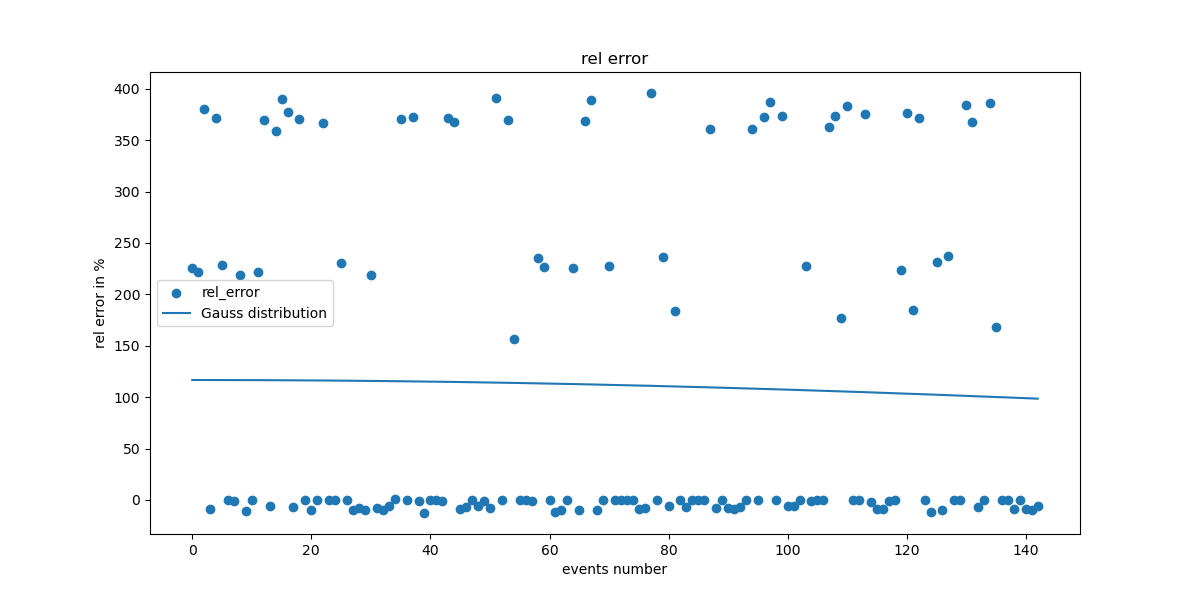 rel error
400
350
300
250
200
150
100
50
0
rel error in %
rel_error
Gauss distribution
0 20 40 60 80 100 120 140
events number